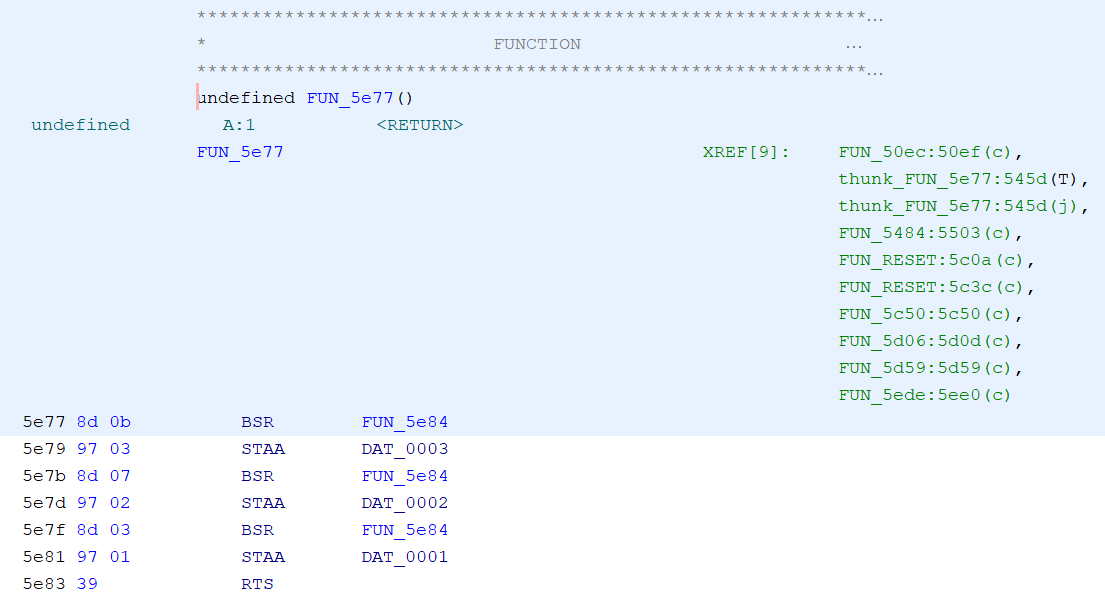 *************************************************************...
* FUNCTION ...
*************************************************************...
undefined FUN_5e77()
undefined A:1 <RETURN>
FUN_5e77 XREF[9]: FUN_50ec:50ef(c),
thunk_FUN_5e77:545d(T),
thunk_FUN_5e77:545d(j),
FUN_5484:5503(c),
FUN_RESET:5c0a(c),
FUN_RESET:5c3c(c),
FUN_5c50:5c50(c),
FUN_5d06:5d0d(c),
FUN_5d59:5d59(c),
FUN_5ede:5ee0(c)
5e77 8d 0b BSR FUN_5e84
5e79 97 03 STAA DAT_0003
5e7b 8d 07 BSR FUN_5e84
5e7d 97 02 STAA DAT_0002
5e7f 8d 03 BSR FUN_5e84
5e81 97 01 STAA DAT_0001
5e83 39 RTS